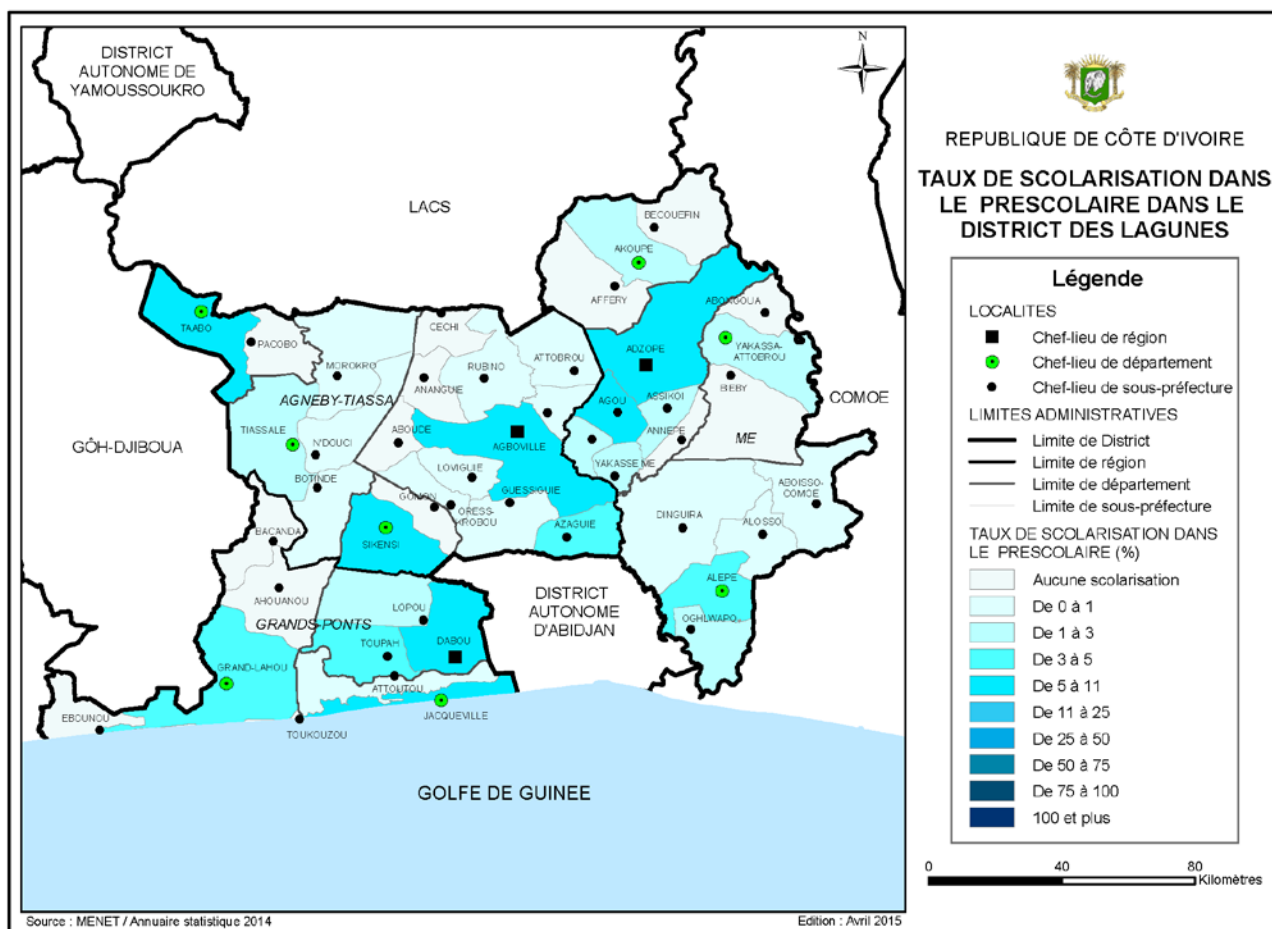 DISTRICT
AUTONOME DE
YAMOUSSOUKRO
N
LACS
BECOUEFIN
AKOUPE
AFFERY
ABONGOUA
TAABO
PACOBO
CECHI
ADZOPE
YAKASSA-
ATTOBROU
MOROKRO
RUBINO
ATTOBROU
BIEBY
ANANGUIE
AGNEBY-TIASSA
AGOU
ASSIKOI
COMOE
TIASSALE
N'DOUCI
ABOUDE
AGBOVILLE
ANNEPE
ME
GÔH-DJIBOUA
BOTINDE
LOVIGUIE
YAKASSE ME
GOMON
GUESSIGUIE
ABOISSO-
COMOE
ORESS-
KROBOU
DINGUIRA
ALOSSO
BACANDA
SIKENSI
AZAGUIE
AHOUANOU
DISTRICT
AUTONOME
D'ABIDJAN
ALEPE
LOPOU
OGHLWAPO
GRANDS-PONTS
TOUPAH
DABOU
GRAND-LAHOU
ATTOUTOU
EBOUNOU
JACQUEVILLE
TOUKOUZOU
GOLFE DE GUINEE
Source : MENET / Annuaire statistique 2014
Edition : Avril 2015
REPUBLIQUE DE CÔTE D'IVOIRE
TAUX DE SCOLARISATION DANS
LE PRESCOLAIRE DANS LE
DISTRICT DES LAGUNES
Légende
LOCALITES
Chef-lieu de région
Chef-lieu de département
Chef-lieu de sous-préfecture
LIMITES ADMINISTRATIVES
Limite de District
Limite de région
Limite de département
Limite de sous-préfecture
TAUX DE SCOLARISATION DANS
LE PRESCOLAIRE (%)
Aucune scolarisation
De 0 à 1
De 1 à 3
De 3 à 5
De 5 à 11
De 11 à 25
De 25 à 50
De 50 à 75
De 75 à 100
100 et plus
0 40 80
Kilomètres